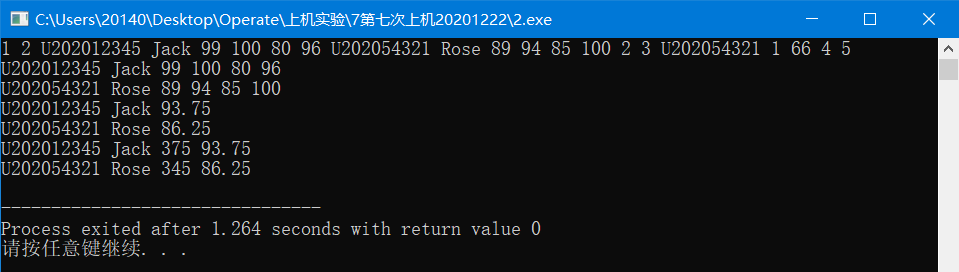 C:\Users\20140\Desktop\Operate\上机实验\7第七次上机20201222\2.exe
1 2 U202012345 Jack 99 100 80 96 U202054321 Rose 89 94 85 100 2 3 U202054321 1 66 4 5
U202012345 Jack 99 100 80 96
U202054321 Rose 89 94 85 100
U202012345 Jack 93.75
U202054321 Rose 86.25
U202012345 Jack 375 93.75
U202054321 Rose 345 86.25
--------------------------------
Process exited after 1.264 seconds with return value 0
请按任意键继续. . .